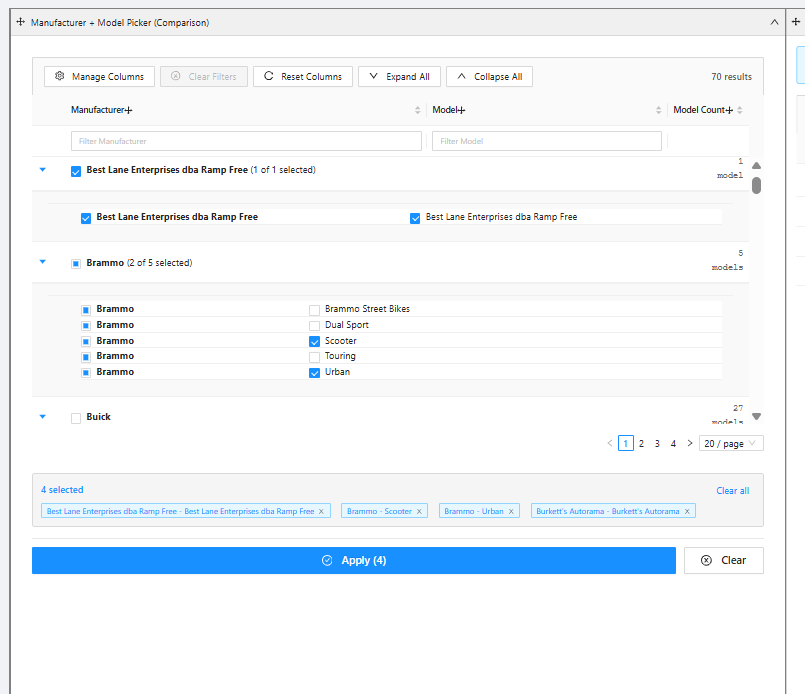 Manufacturer + Model Picker (Comparison)
Manage Columns Clear Filters Reset Columns Expand All Collapse All 70 results
Manufacturer Model Model Count
Filter Manufacturer Filter Model
Best Lane Enterprises dba Ramp Free (1 of 1 selected) 1 model
Best Lane Enterprises dba Ramp Free Best Lane Enterprises dba Ramp Free
Brammo (2 of 5 selected) 5 models
Brammo Brammo Street Bikes
Brammo Dual Sport
Brammo Scooter
Brammo Touring
Brammo Urban
Buick 27 models
< 1 2 3 4 > 20 / page
4 selected Clear all
Best Lane Enterprises dba Ramp Free - Best Lane Enterprises dba Ramp Free X Brammo - Scooter X Brammo - Urban X Burkett's Autorama - Burkett's Autorama X
Apply (4) Clear